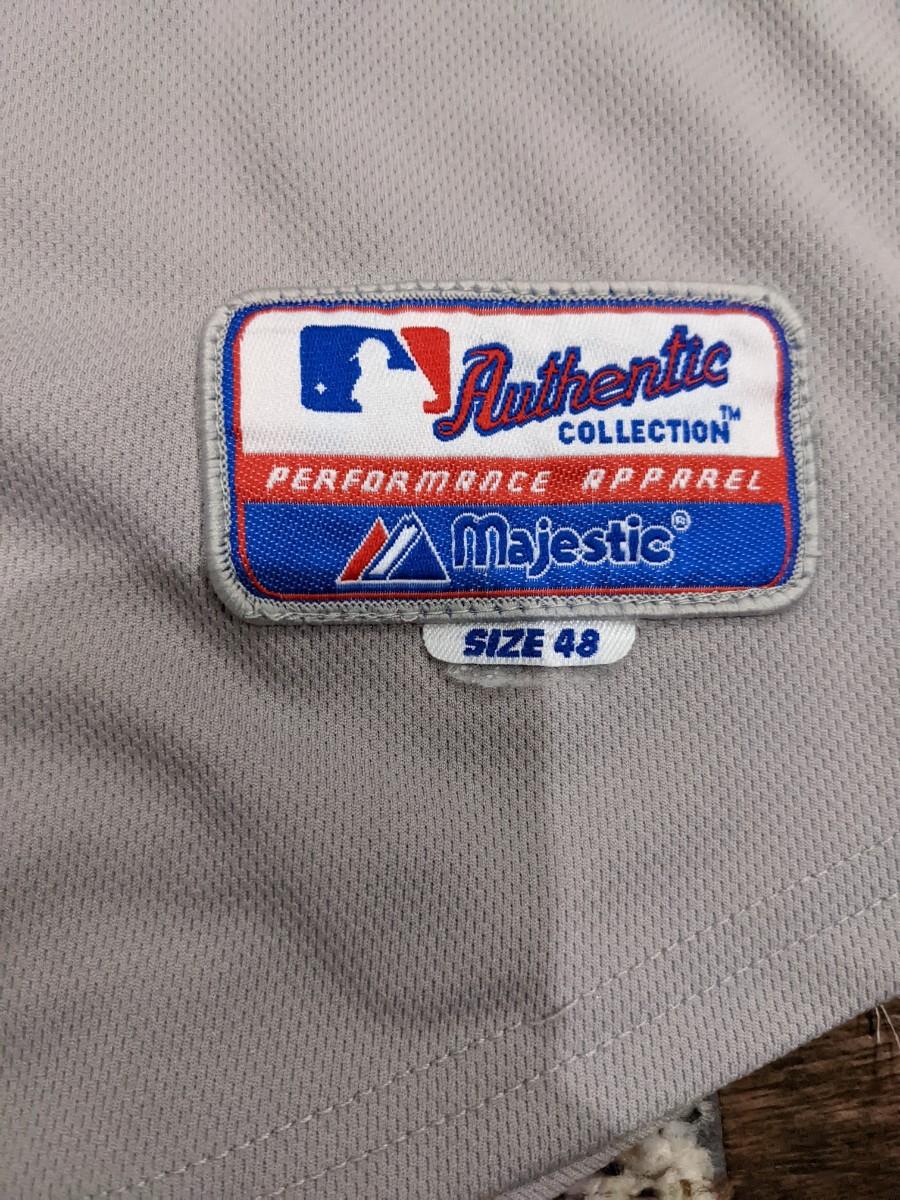 Authentic
COLLECTION™
PERFORMANCE APPAREL
Majestic®
SIZE 48